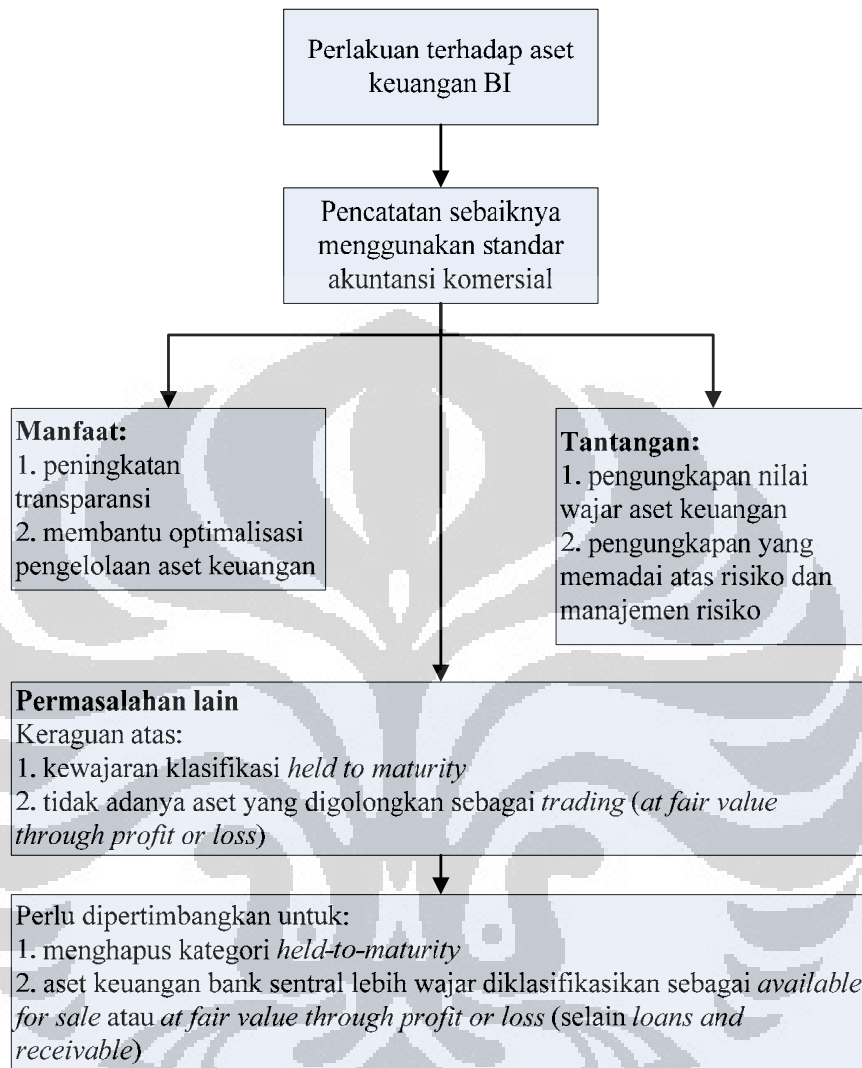 Perlakuan terhadap aset
keuangan BI
Pencatatan sebaiknya
menggunakan standar
akuntansi komersial
Manfaat:
1. peningkatan
transparansi
2. membantu optimalisasi
pengelolaan aset keuangan
Tantangan:
1. pengungkapan nilai
wajar aset keuangan
2. pengungkapan yang
memadai atas risiko dan
manajemen risiko
Permasalahan lain
Keraguan atas:
1. kewajaran klasifikasi held to maturity
2. tidak adanya aset yang digolongkan sebagai trading (at fair value
through profit or loss)
Perlu dipertimbangkan untuk:
1. menghapus kategori held-to-maturity
2. aset keuangan bank sentral lebih wajar diklasifikasikan sebagai available
for sale atau at fair value through profit or loss (selain loans and
receivable)